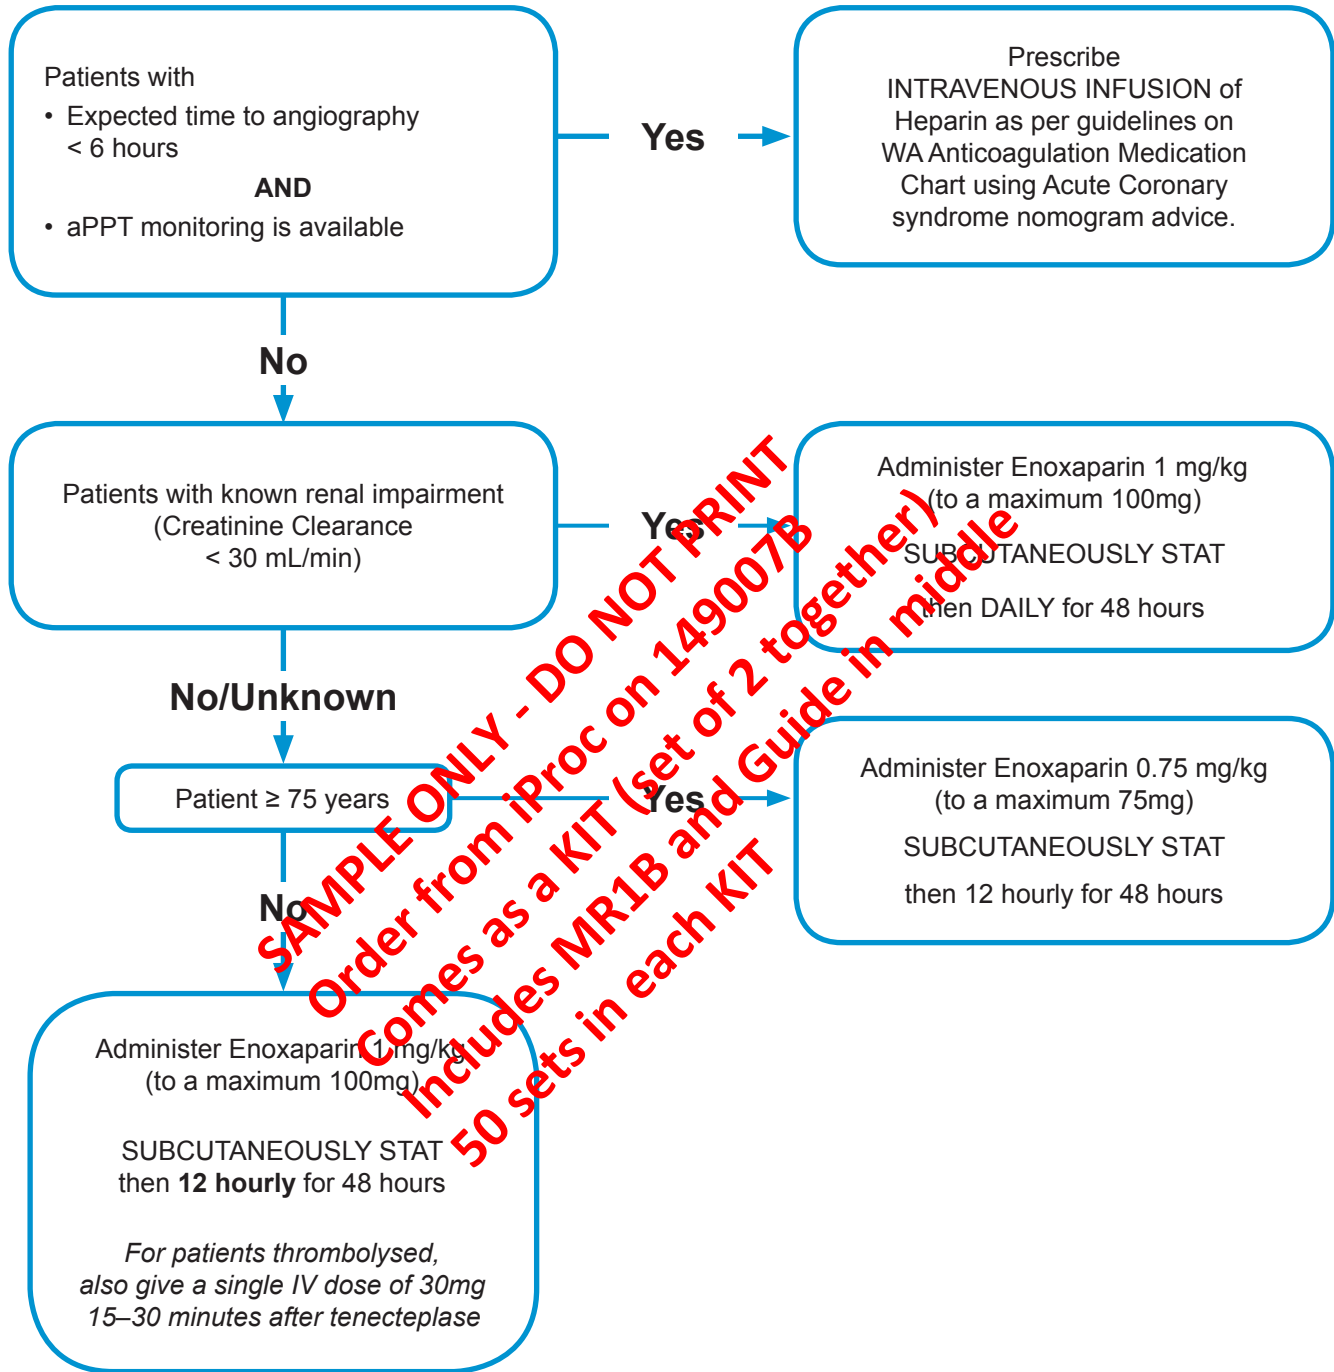 Patients with
• Expected time to angiography
< 6 hours
AND
• aPPT monitoring is available
Yes
Prescribe
INTRAVENOUS INFUSION of
Heparin as per guidelines on
WA Anticoagulation Medication
Chart using Acute Coronary
syndrome nomogram advice.
No
Patients with known renal impairment
(Creatinine Clearance
< 30 mL/min)
Yes
Administer Enoxaparin 1 mg/kg
(to a maximum 100mg)
SUBCUTANEOUSLY STAT
then DAILY for 48 hours
No/Unknown
Patient ≥ 75 years
Yes
Administer Enoxaparin 0.75 mg/kg
(to a maximum 75mg)
SUBCUTANEOUSLY STAT
then 12 hourly for 48 hours
No
Administer Enoxaparin 1 mg/kg
(to a maximum 100mg)
SUBCUTANEOUSLY STAT
then 12 hourly for 48 hours
For patients thrombolysed,
also give a single IV dose of 30mg
15–30 minutes after tenecteplase
SAMPLE ONLY - DO NOT PRINT
Order from iProc on 149007B
Comes as a KIT (set of 2 together)
Includes MR1B and Guide in middle
50 sets in each KIT